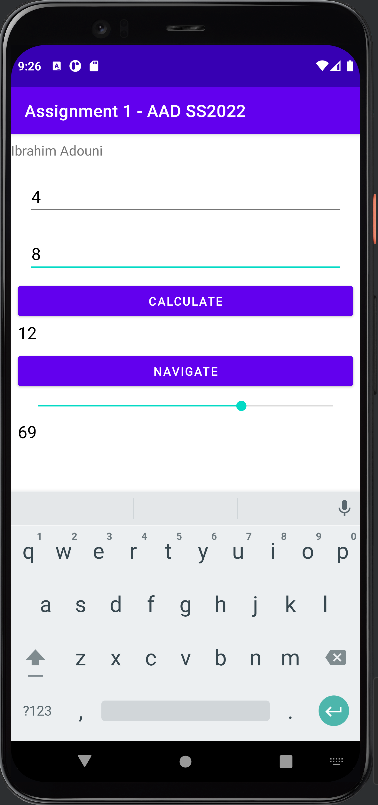 9:26
Assignment 1 - AAD SS2022
Ibrahim Adouni
4
8
CALCULATE
12
NAVIGATE
69
1 2 3 4 5 6 7 8 9 0
q w e r t y u i o p
a s d f g h j k l
z x c v b n m
?123 , .